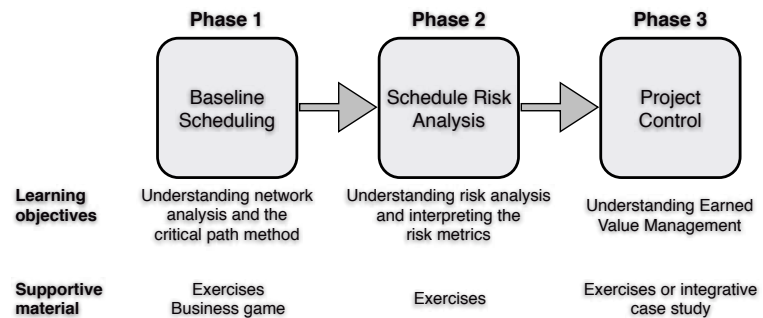 Phase 1
Phase 2
Phase 3
Baseline
Scheduling
Schedule Risk
Analysis
Project
Control
Learning
objectives
Understanding network
analysis and the
critical path method
Understanding risk analysis
and interpreting the
risk metrics
Understanding Earned
Value Management
Supportive
material
Exercises
Business game
Exercises
Exercises or integrative
case study